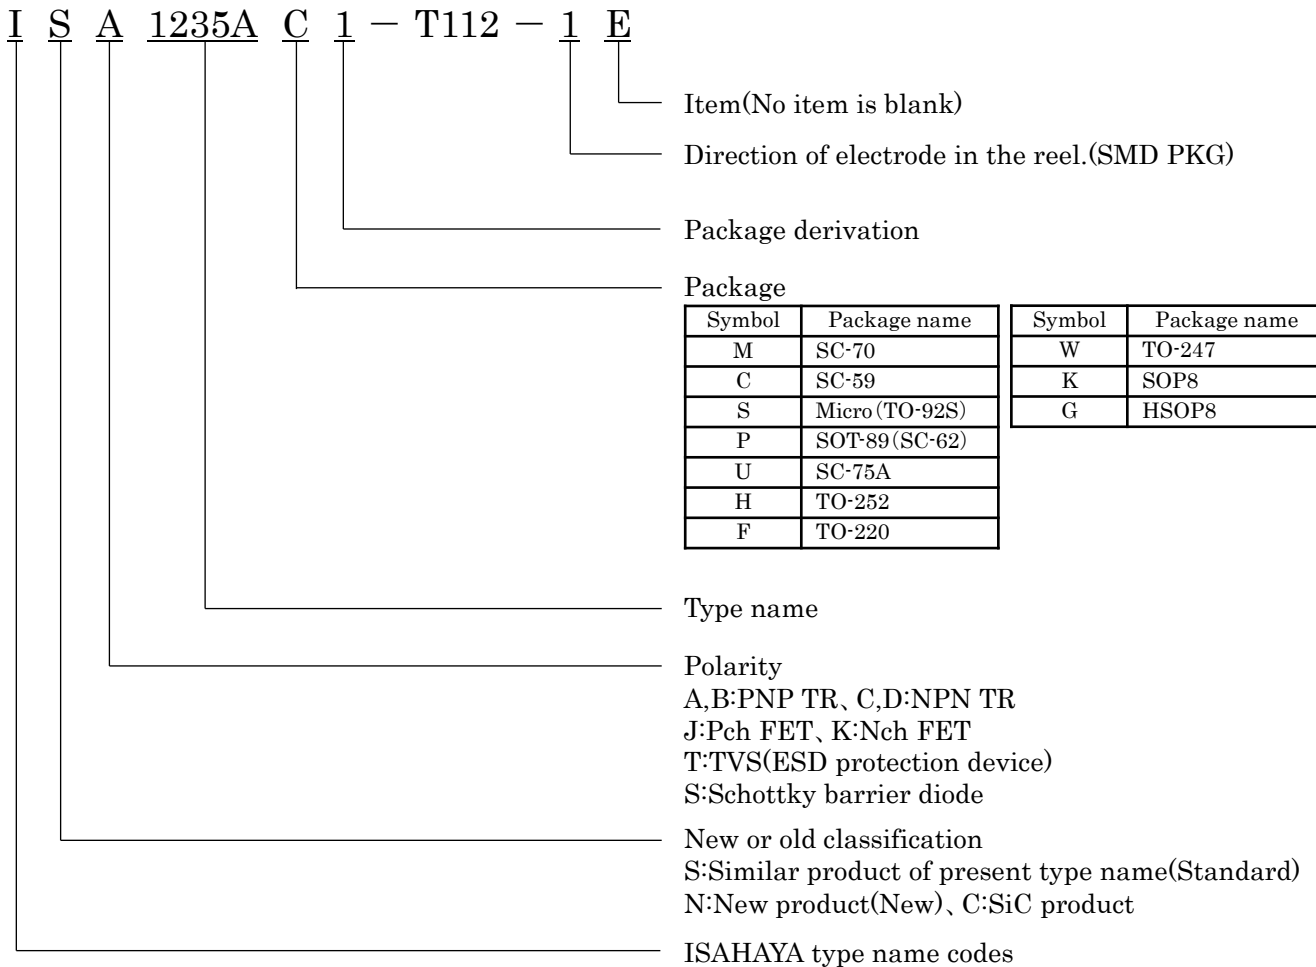 I S A 1235A C 1 － T112 － 1 E
Item(No item is blank)
Direction of electrode in the reel.(SMD PKG)
Package derivation
Package
Symbol Package name Symbol Package name
M SC-70 W TO-247
C SC-59 K SOP8
S Micro(TO-92S) G HSOP8
P SOT-89(SC-62)
U SC-75A
H TO-252
F TO-220
Type name
Polarity
A,B:PNP TR、C,D:NPN TR
J:Pch FET、K:Nch FET
T:TVS(ESD protection device)
S:Schottky barrier diode
New or old classification
S:Similar product of present type name(Standard)
N:New product(New)、C:SiC product
ISAHAYA type name codes